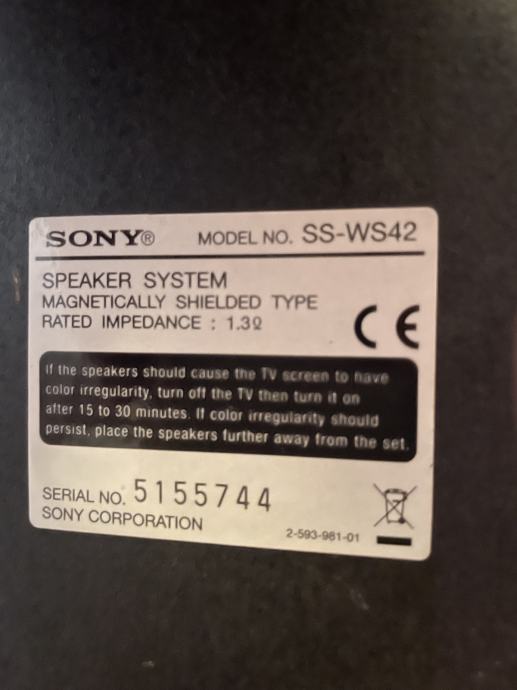 SONY® MODEL NO. SS-WS42
SPEAKER SYSTEM
MAGNETICALLY SHIELDED TYPE
RATED IMPEDANCE : 1.3Ω
CE
If the speakers should cause the TV screen to have
color irregularity, turn off the TV then turn it on
after 15 to 30 minutes. If color irregularity should
persist, place the speakers further away from the set.
SERIAL NO. 5155744
SONY CORPORATION
2-593-981-01